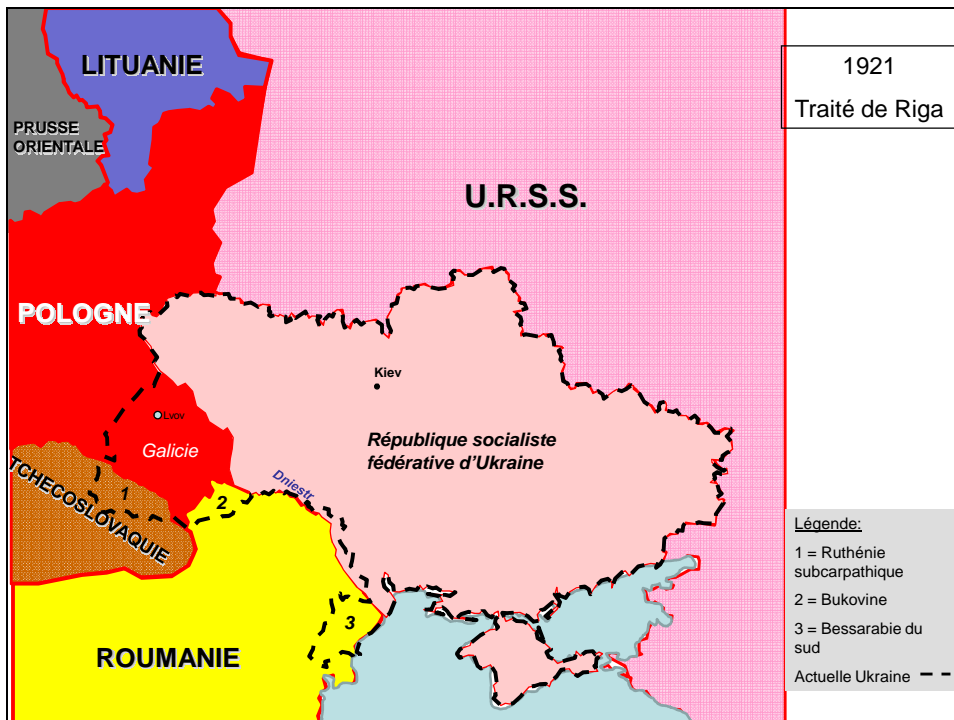 LITUANIE
1921
Traité de Riga
PRUSSE
ORIENTALE
U.R.S.S.
POLOGNE
Kiev
Lvov
République socialiste
fédérative d'Ukraine
Galicie
Dniestr
TCHECOSLOVAQUIE
1
2
3
ROUMANIE
Légende:
1 = Ruthénie
subcarpathique
2 = Bukovine
3 = Bessarabie du
sud
Actuelle Ukraine